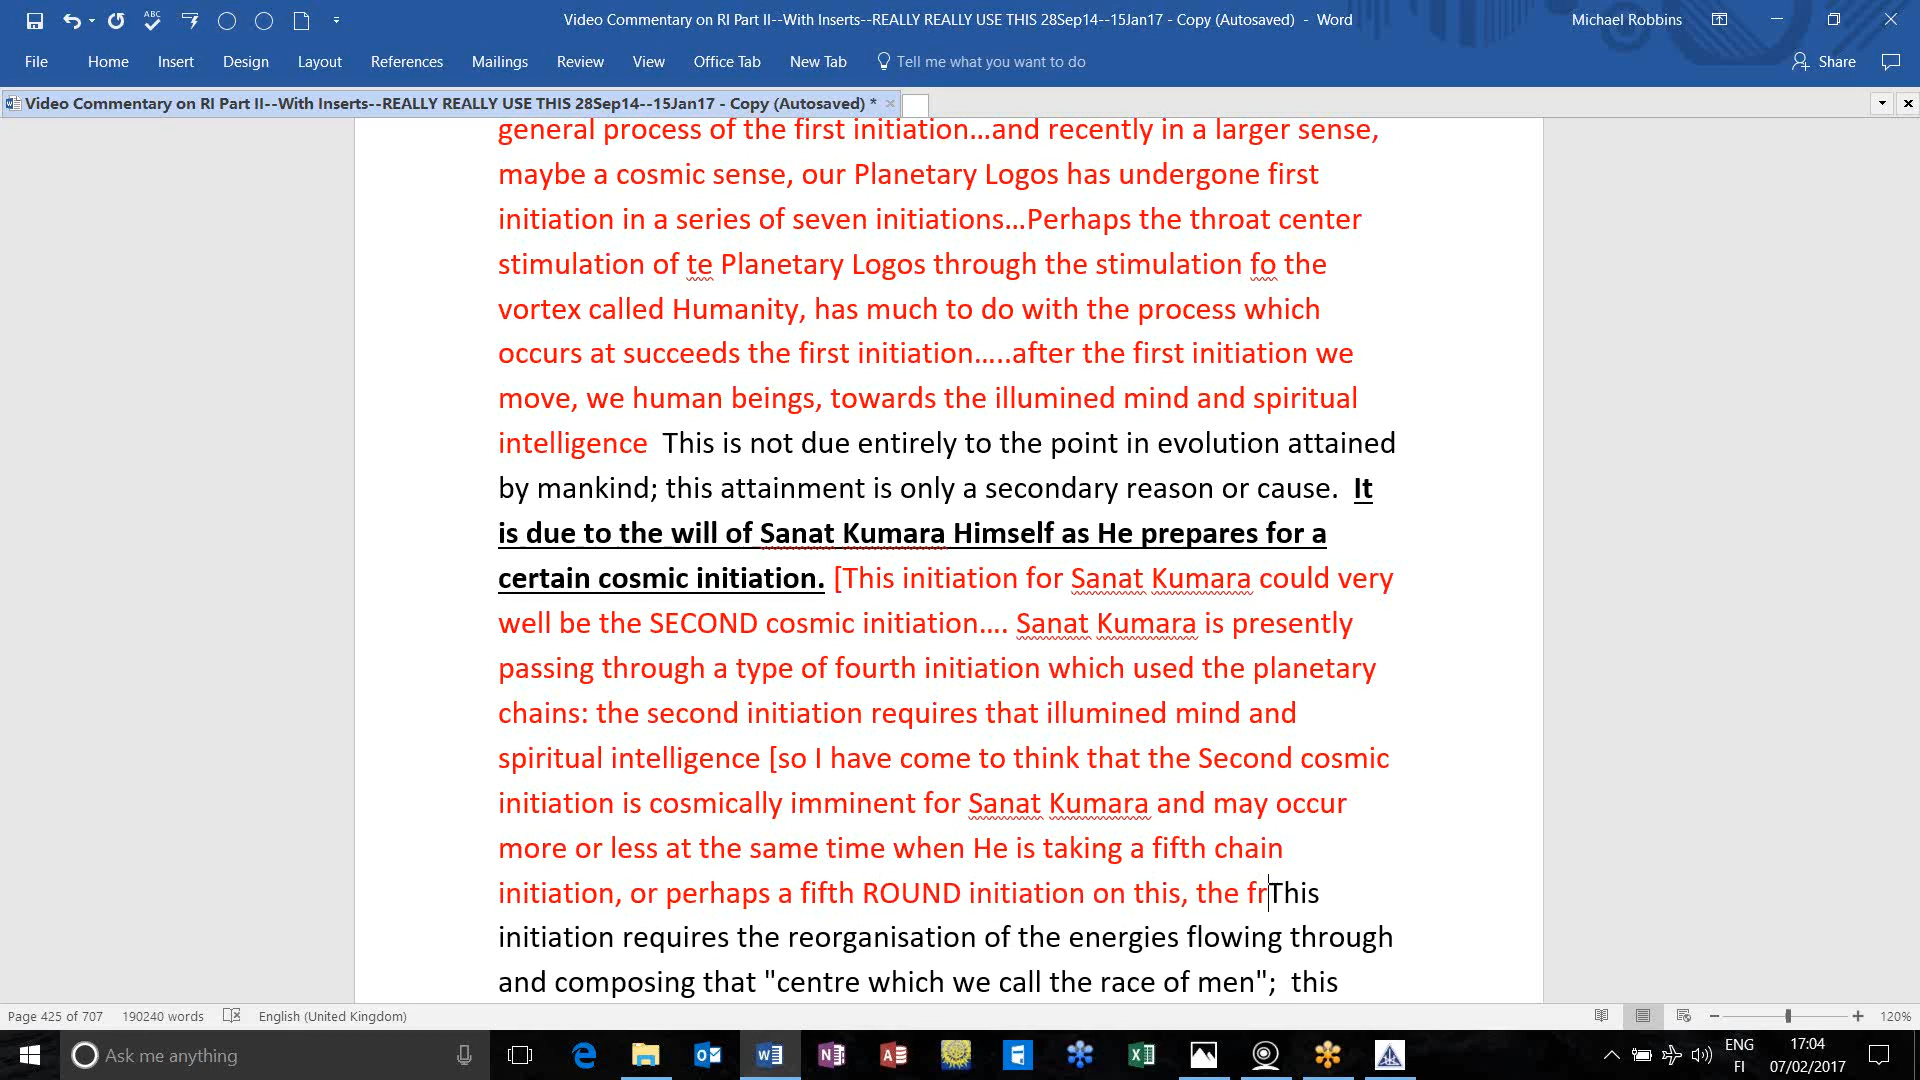 ABC
Video Commentary on RI Part II--With Inserts--REALLY REALLY USE THIS 28Sep14--15Jan17 - Copy (Autosaved) - Word
Michael Robbins
File Home Insert Design Layout References Mailings Review View Office Tab New Tab Tell me what you want to do Share
Video Commentary on RI Part II--With Inserts--REALLY REALLY USE THIS 28Sep14--15Jan17 - Copy (Autosaved) *
general process of the first initiation...and recently in a larger sense,
maybe a cosmic sense, our Planetary Logos has undergone first
initiation in a series of seven initiations...Perhaps the throat center
stimulation of te Planetary Logos through the stimulation fo the
vortex called Humanity, has much to do with the process which
occurs at succeeds the first initiation.....after the first initiation we
move, we human beings, towards the illumined mind and spiritual
intelligence  This is not due entirely to the point in evolution attained
by mankind; this attainment is only a secondary reason or cause.  It
is due to the will of Sanat Kumara Himself as He prepares for a
certain cosmic initiation. [This initiation for Sanat Kumara could very
well be the SECOND cosmic initiation.... Sanat Kumara is presently
passing through a type of fourth initiation which used the planetary
chains: the second initiation requires that illumined mind and
spiritual intelligence [so I have come to think that the Second cosmic
initiation is cosmically imminent for Sanat Kumara and may occur
more or less at the same time when He is taking a fifth chain
initiation, or perhaps a fifth ROUND initiation on this, the frThis
initiation requires the reorganisation of the energies flowing through
and composing that "centre which we call the race of men";  this
Page 425 of 707 190240 words English (United Kingdom) 120%
Ask me anything
ENG
FI
17:04
07/02/2017